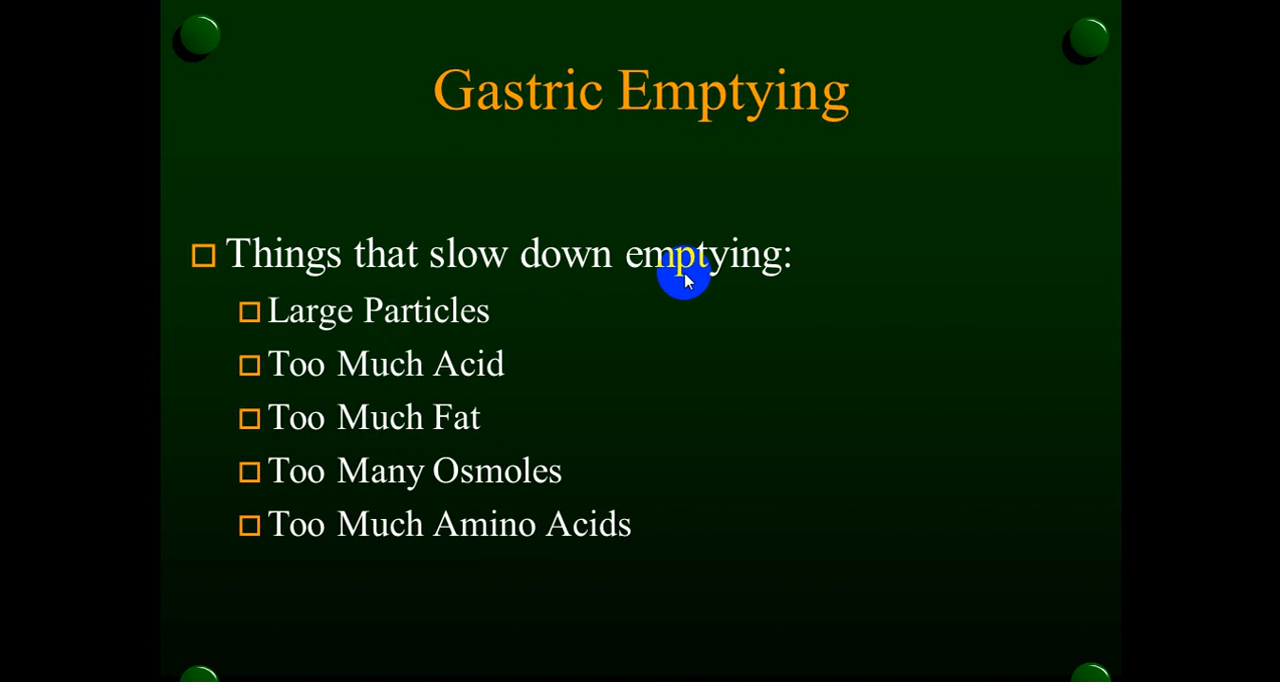 Gastric Emptying
Things that slow down emptying:
Large Particles
Too Much Acid
Too Much Fat
Too Many Osmoles
Too Much Amino Acids